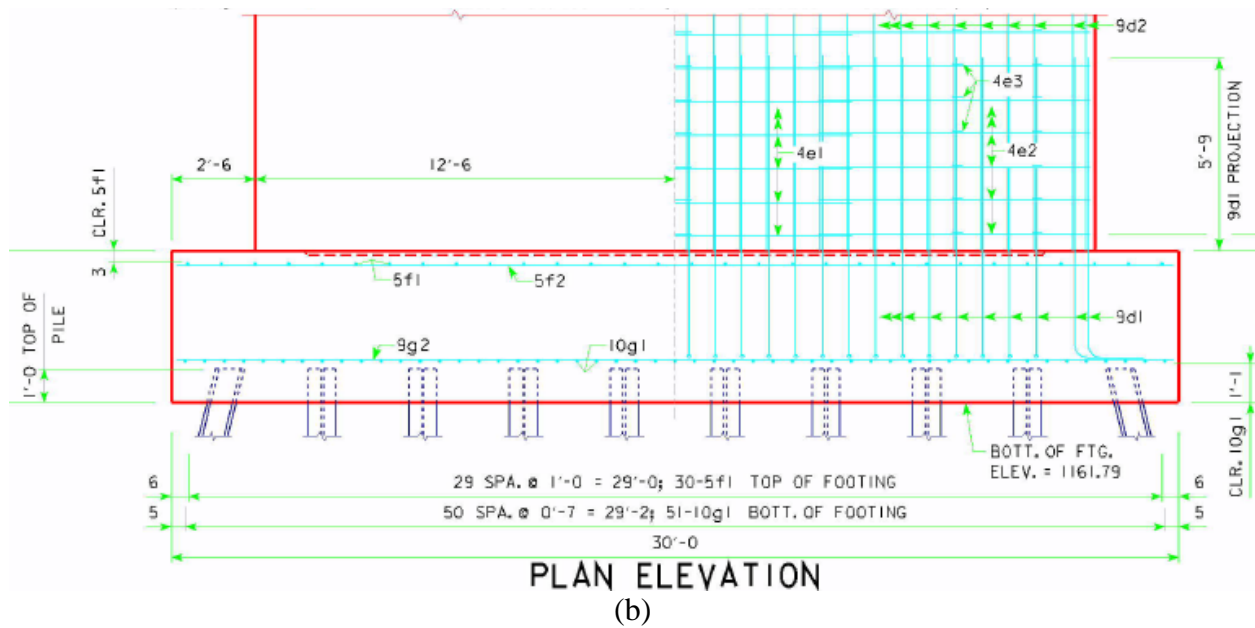 9d2
4e3
4e1
4e2
2'-6
12'-6
5'-9
9d1 PROJECTION
CLR. 5f1
3
5f1
5f2
9d1
9g2
10g1
1'-0 TOP OF
PILE
1'-1
CLR. 10g1
BOTT. OF FTG.
ELEV. = 1161.79
6
29 SPA. @ 1'-0 = 29'-0; 30-5f1 TOP OF FOOTING
6
5
50 SPA. @ 0'-7 = 29'-2; 51-10g1 BOTT. OF FOOTING
5
30'-0
PLAN ELEVATION
(b)